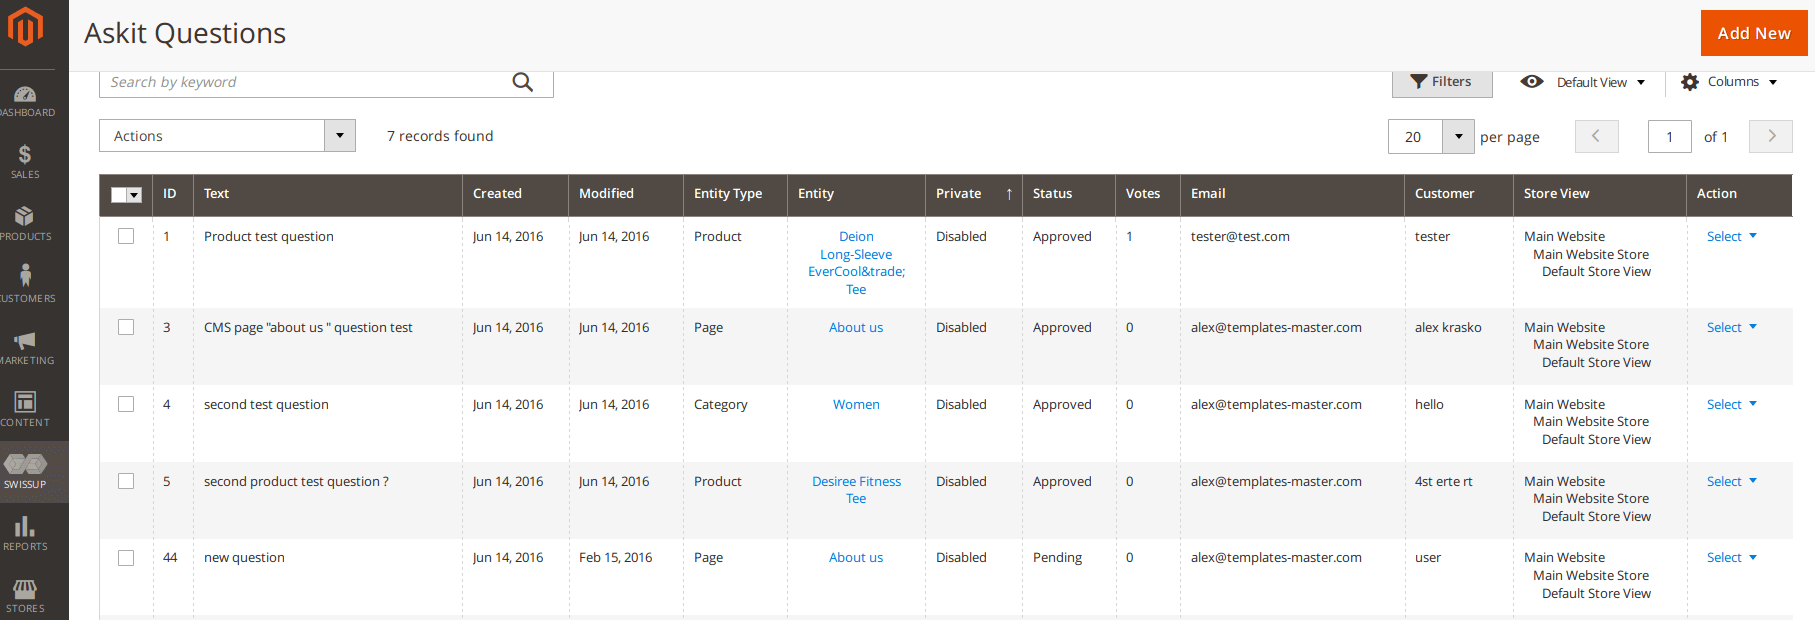 Askit Questions
Add New
Search by keyword
Filters
Default View
Columns
Actions
7 records found
20
per page
1
of 1
ID Text Created Modified Entity Type Entity Private ↑ Status Votes Email Customer Store View Action
1 Product test question Jun 14, 2016 Jun 14, 2016 Product Deion Disabled Approved 1 tester@test.com tester Main Website Select
Long-Sleeve Main Website Store
EverCool&trade; Default Store View
Tee
3 CMS page "about us " question test Jun 14, 2016 Jun 14, 2016 Page About us Disabled Approved 0 alex@templates-master.com alex krasko Main Website Select
Main Website Store
Default Store View
4 second test question Jun 14, 2016 Jun 14, 2016 Category Women Disabled Approved 0 alex@templates-master.com hello Main Website Select
Main Website Store
Default Store View
5 second product test question ? Jun 14, 2016 Jun 14, 2016 Product Desiree Fitness Disabled Approved 0 alex@templates-master.com 4st erte rt Main Website Select
Tee Main Website Store
Default Store View
44 new question Jun 14, 2016 Feb 15, 2016 Page About us Disabled Pending 0 alex@templates-master.com user Main Website Select
Main Website Store
Default Store View
DASHBOARD
$
SALES
PRODUCTS
CUSTOMERS
MARKETING
CONTENT
SWISSUP
REPORTS
STORES